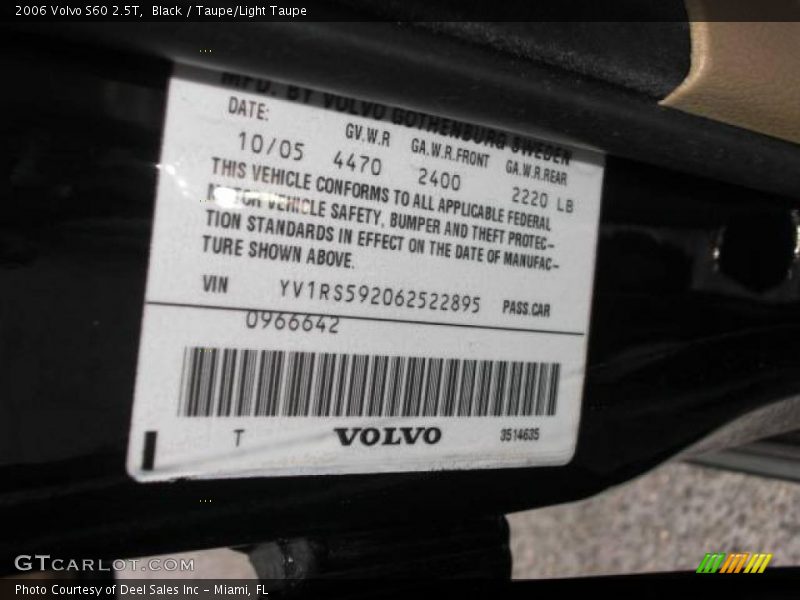 2006 Volvo S60 2.5T,  Black / Taupe/Light Taupe
MFD. BY VOLVO GOTHENBURG SWEDEN
DATE: GV.W.R GA.W.R.FRONT GA.W.R.REAR
10/05 4470 2400 2220 LB
THIS VEHICLE CONFORMS TO ALL APPLICABLE FEDERAL
MOTOR VEHICLE SAFETY, BUMPER AND THEFT PROTEC-
TION STANDARDS IN EFFECT ON THE DATE OF MANUFAC-
TURE SHOWN ABOVE.
VIN YV1RS592062522895 PASS.CAR
0966642
T VOLVO 3514635
GTCARLOT.COM
Photo Courtesy of Deel Sales Inc - Miami, FL